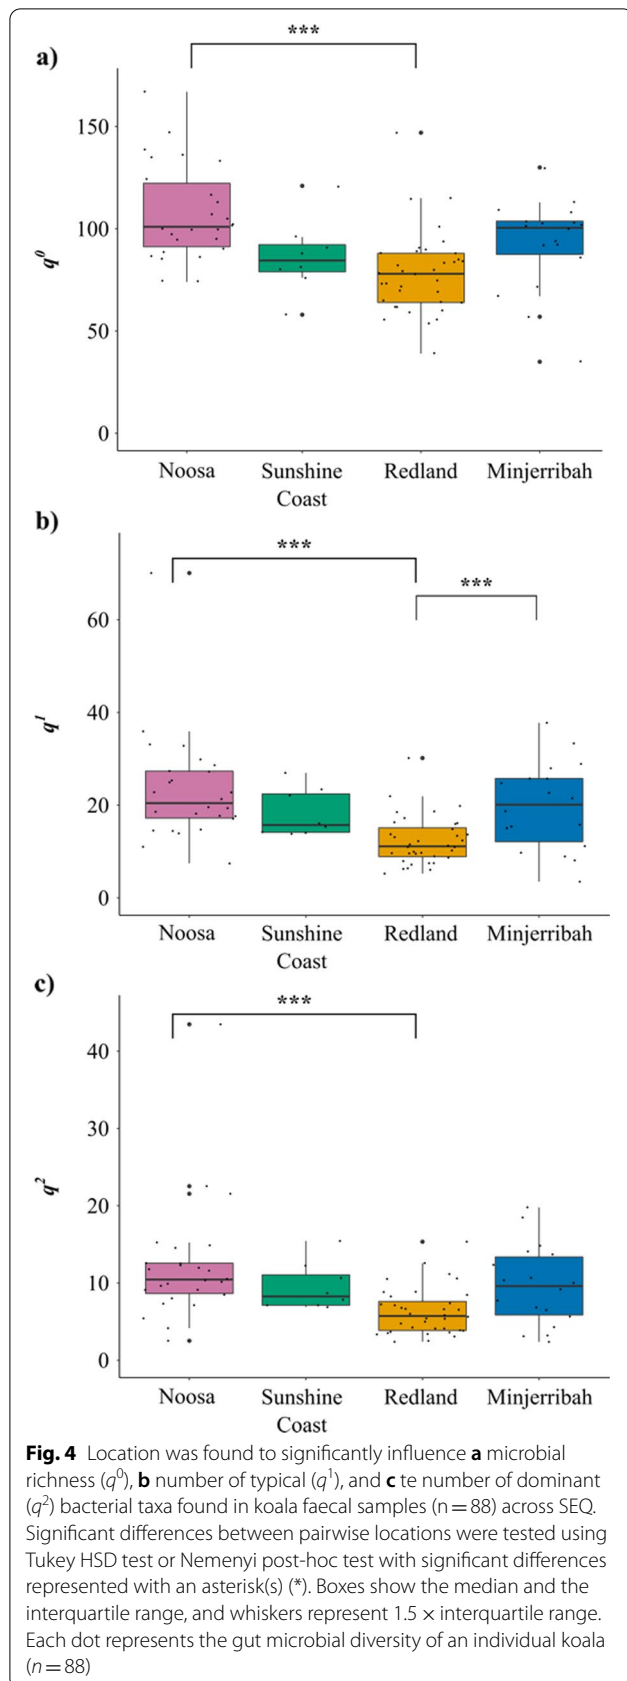 a)
***
150
100
50
0
q⁰
Noosa
Sunshine
Coast
Redland
Minjerribah
b)
***
***
60
40
20
0
q¹
Noosa
Sunshine
Coast
Redland
Minjerribah
c)
***
40
30
20
10
0
q²
Noosa
Sunshine
Coast
Redland
Minjerribah
Fig. 4 Location was found to significantly influence a microbial
richness (q⁰), b number of typical (q¹), and c te number of dominant
(q²) bacterial taxa found in koala faecal samples (n = 88) across SEQ.
Significant differences between pairwise locations were tested using
Tukey HSD test or Nemenyi post-hoc test with significant differences
represented with an asterisk(s) (*). Boxes show the median and the
interquartile range, and whiskers represent 1.5 × interquartile range.
Each dot represents the gut microbial diversity of an individual koala
(n = 88)